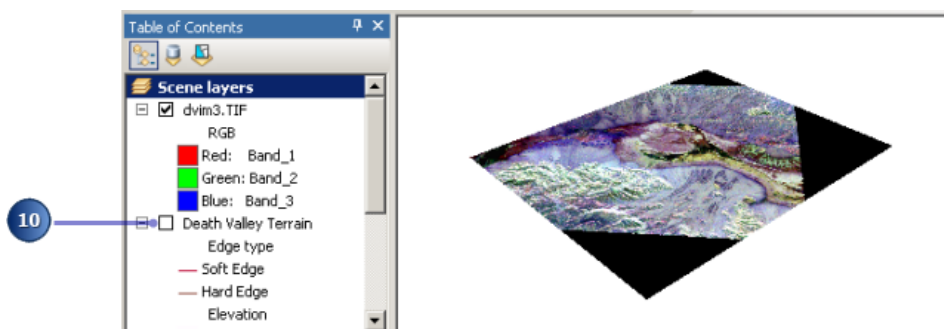 Table of Contents
Scene layers
dvim3.TIF
RGB
Red: Band_1
Green: Band_2
Blue: Band_3
10
Death Valley Terrain
Edge type
Soft Edge
Hard Edge
Elevation